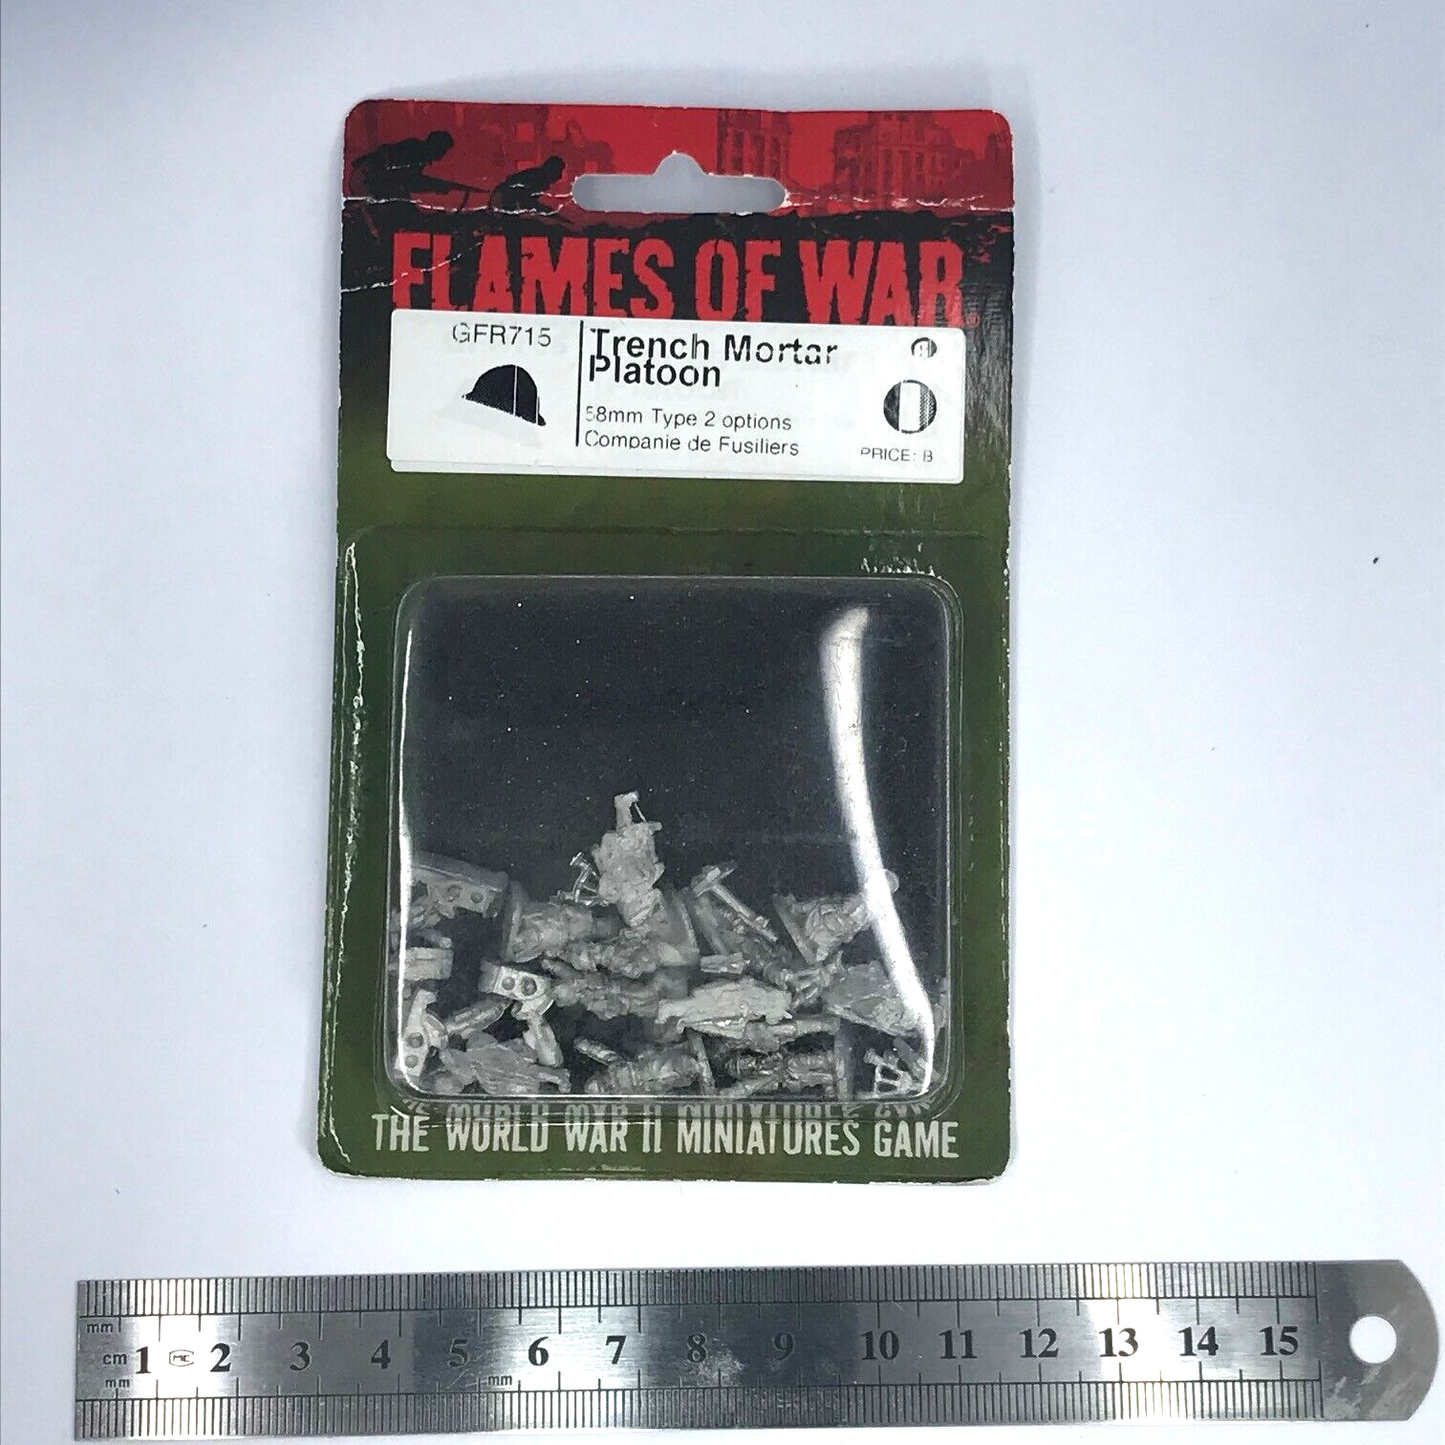 FLAMES OF WAR
GFR715
Trench Mortar
Platoon
58mm Type 2 options
Companie de Fusiliers
PRICE: B
THE WORLD WAR II MINIATURES GAME
mm
cm 1 2 3 4 5 6 7 8 9 10 11 12 13 14 15
mm
mm